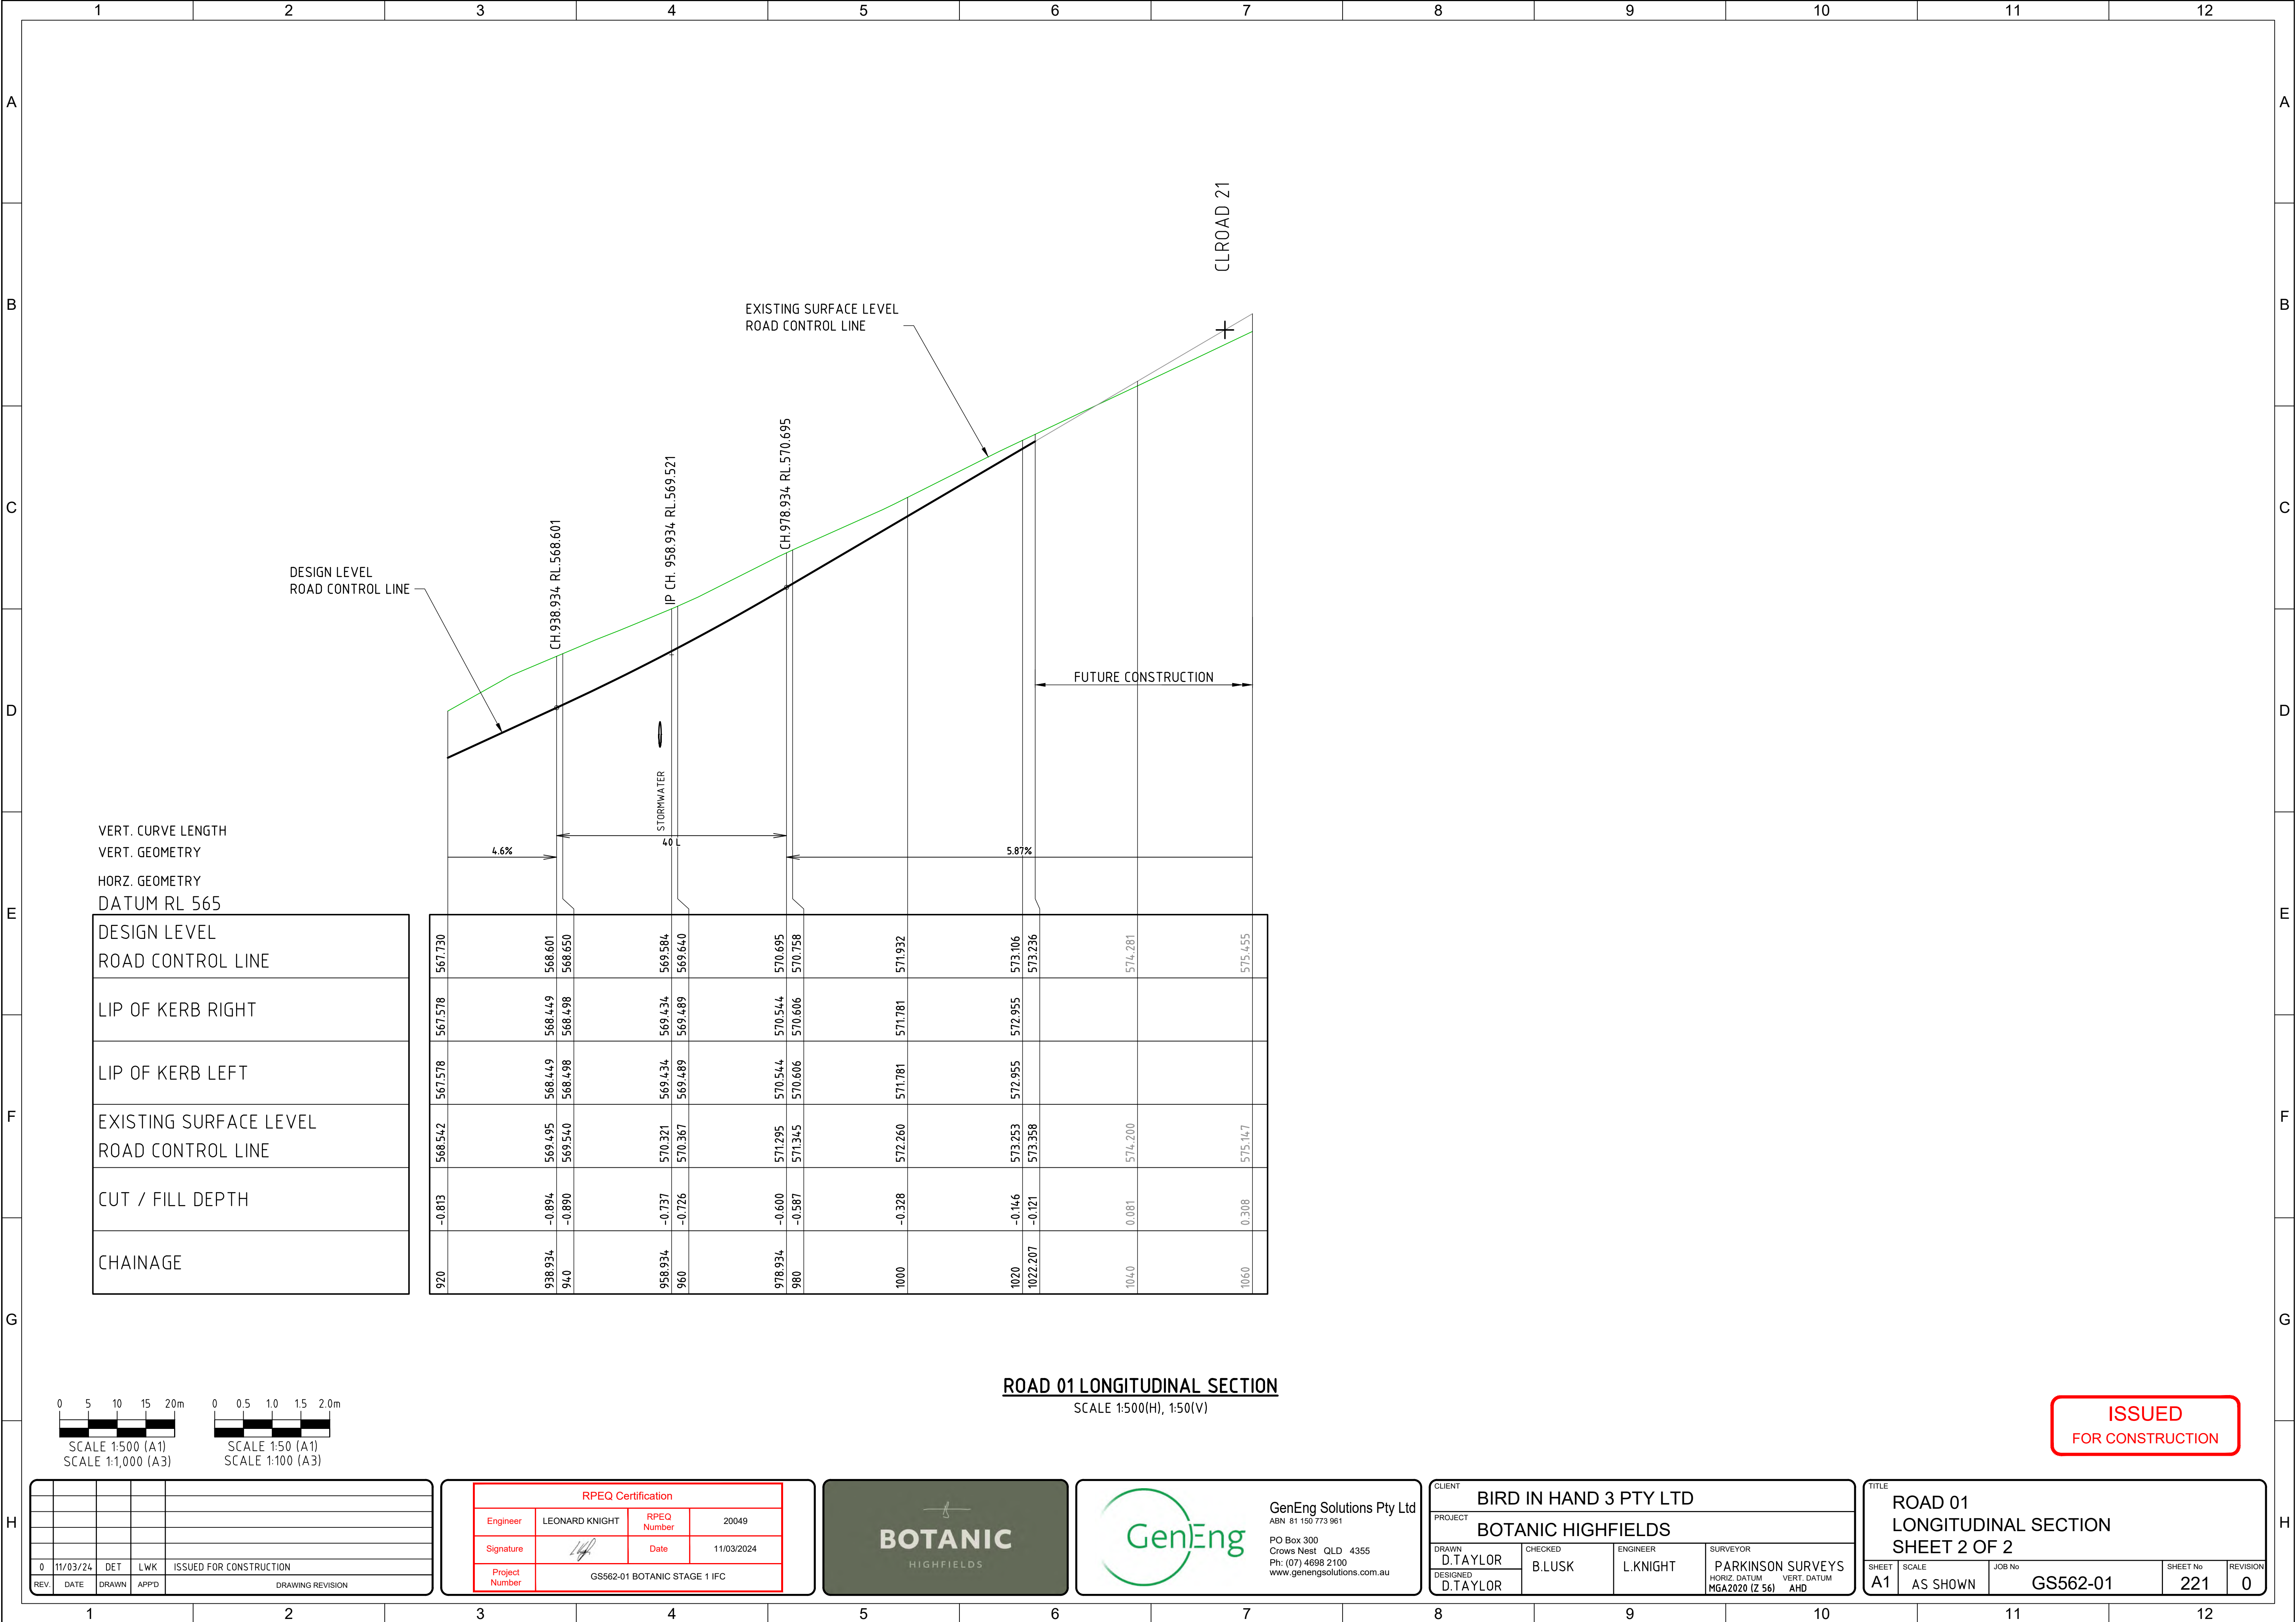 1 2 3 4 5 6 7 8 9 10 11 12
A A
B B
C C
D D
E E
F F
G G
H H
CLROAD 21
EXISTING SURFACE LEVEL
ROAD CONTROL LINE
DESIGN LEVEL
ROAD CONTROL LINE
CH.938.934 RL.568.601
IP CH. 958.934 RL.569.521
CH.978.934 RL.570.695
FUTURE CONSTRUCTION
STORMWATER
VERT. CURVE LENGTH
40 L
VERT. GEOMETRY
4.6% 5.87%
HORZ. GEOMETRY
DATUM RL 565
DESIGN LEVEL
ROAD CONTROL LINE
567.730 568.601 568.650 569.584 569.640 570.695 570.758 571.932 573.106 573.236 574.281 575.455
LIP OF KERB RIGHT
567.578 568.449 568.498 569.434 569.489 570.544 570.606 571.781 572.955
LIP OF KERB LEFT
567.578 568.449 568.498 569.434 569.489 570.544 570.606 571.781 572.955
EXISTING SURFACE LEVEL
ROAD CONTROL LINE
568.542 569.495 569.540 570.321 570.367 571.295 571.345 572.260 573.253 573.358 574.200 575.147
CUT / FILL DEPTH
-0.813 -0.894 -0.890 -0.737 -0.726 -0.600 -0.587 -0.328 -0.146 -0.121 0.081 0.308
CHAINAGE
920 938.934 940 958.934 960 978.934 980 1000 1020 1022.207 1040 1060
ROAD 01 LONGITUDINAL SECTION
SCALE 1:500(H), 1:50(V)
0 5 10 15 20m
SCALE 1:500 (A1)
SCALE 1:1,000 (A3)
0 0.5 1.0 1.5 2.0m
SCALE 1:50 (A1)
SCALE 1:100 (A3)
ISSUED
FOR CONSTRUCTION
0 11/03/24 DET LWK ISSUED FOR CONSTRUCTION
REV. DATE DRAWN APP'D DRAWING REVISION
RPEQ Certification
Engineer LEONARD KNIGHT RPEQ Number 20049
Signature Date 11/03/2024
Project Number GS562-01 BOTANIC STAGE 1 IFC
BOTANIC
HIGHFIELDS
GenEng
GenEng Solutions Pty Ltd
ABN 81 150 773 961
PO Box 300
Crows Nest QLD 4355
Ph: (07) 4698 2100
www.genengsolutions.com.au
CLIENT
BIRD IN HAND 3 PTY LTD
PROJECT
BOTANIC HIGHFIELDS
DRAWN
D.TAYLOR
DESIGNED
D.TAYLOR
CHECKED
B.LUSK
ENGINEER
L.KNIGHT
SURVEYOR
PARKINSON SURVEYS
HORIZ. DATUM VERT. DATUM
MGA2020 (Z 56) AHD
TITLE
ROAD 01
LONGITUDINAL SECTION
SHEET 2 OF 2
SHEET
A1
SCALE
AS SHOWN
JOB No
GS562-01
SHEET No
221
REVISION
0
1 2 3 4 5 6 7 8 9 10 11 12